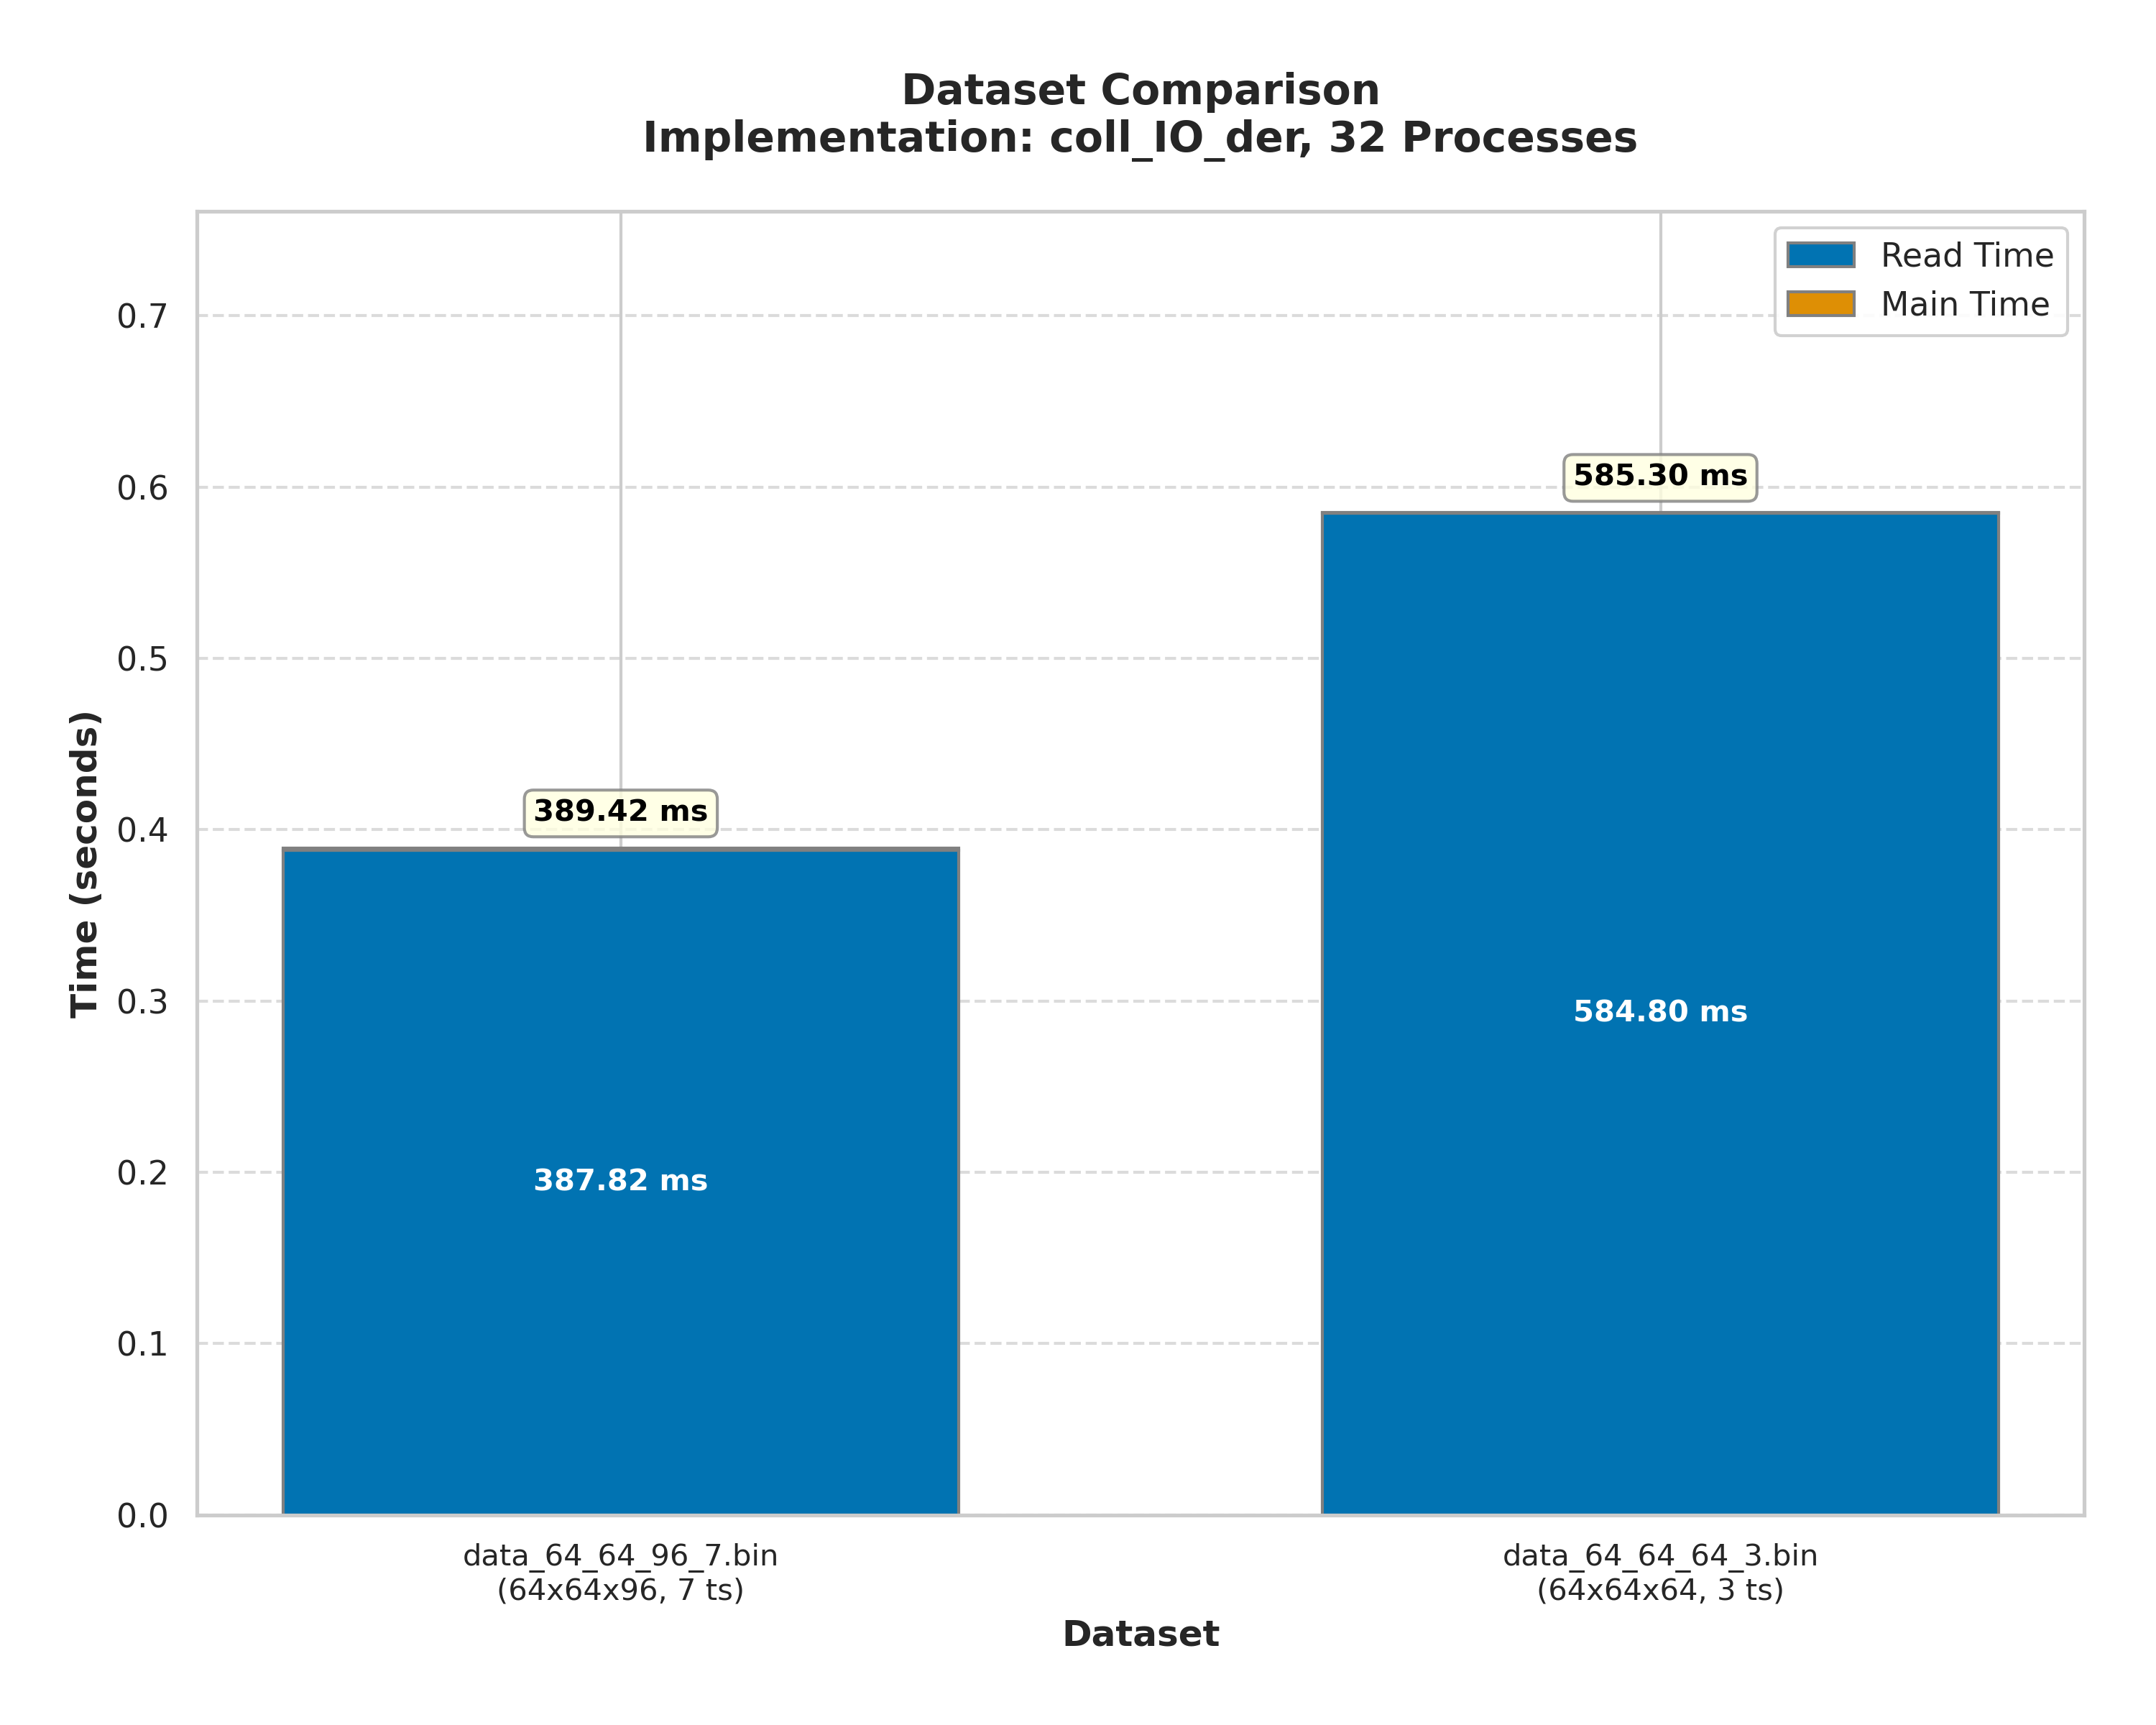 Dataset Comparison
Implementation: coll_IO_der, 32 Processes
Read Time
Main Time
Time (seconds)
0.7
0.6
0.5
0.4
0.3
0.2
0.1
0.0
389.42 ms
387.82 ms
585.30 ms
584.80 ms
data_64_64_96_7.bin
(64x64x96, 7 ts)
data_64_64_64_3.bin
(64x64x64, 3 ts)
Dataset